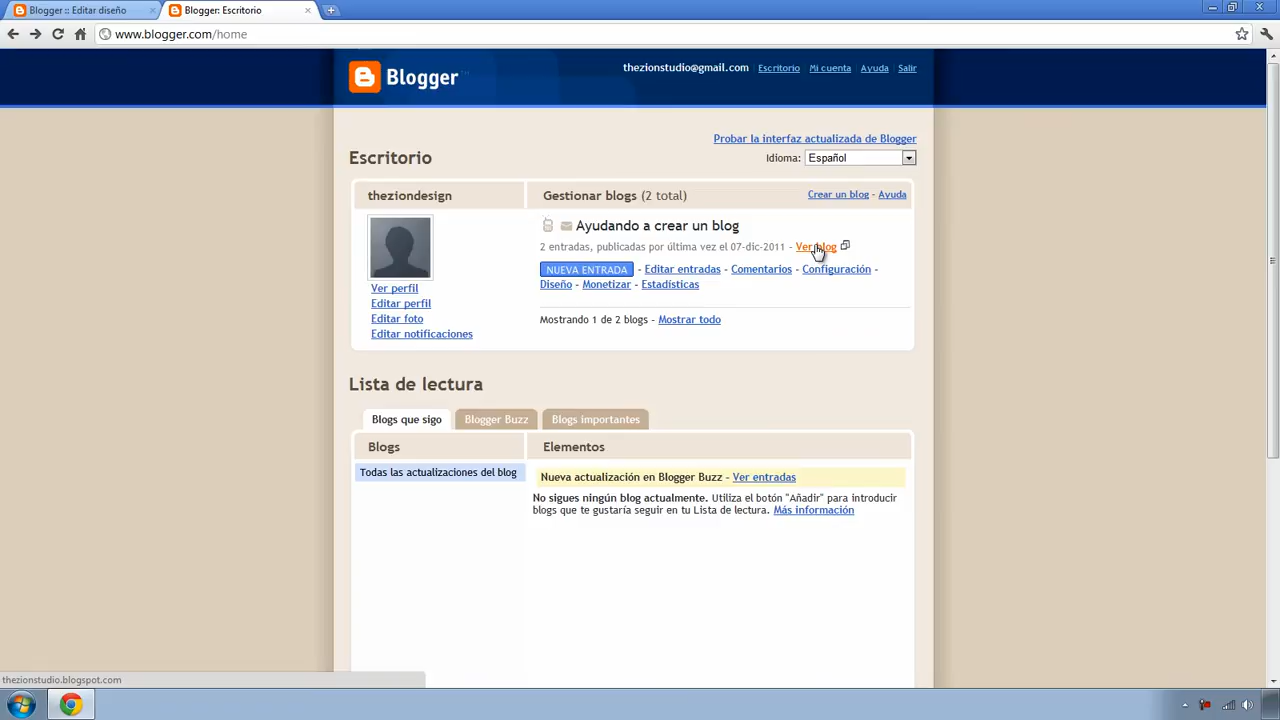 Blogger :: Editar diseño
Blogger: Escritorio
www.blogger.com/home
Blogger
thezionstudio@gmail.com Escritorio Mi cuenta Ayuda Salir
Probar la interfaz actualizada de Blogger
Escritorio
Idioma: Español
theziondesign
Gestionar blogs (2 total)
Crear un blog - Ayuda
Ayudando a crear un blog
2 entradas, publicadas por última vez el 07-dic-2011 - Ver blog
NUEVA ENTRADA - Editar entradas - Comentarios - Configuración -
Diseño - Monetizar - Estadísticas
Ver perfil
Editar perfil
Editar foto
Editar notificaciones
Mostrando 1 de 2 blogs - Mostrar todo
Lista de lectura
Blogs que sigo Blogger Buzz Blogs importantes
Blogs
Elementos
Todas las actualizaciones del blog
Nueva actualización en Blogger Buzz - Ver entradas
No sigues ningún blog actualmente. Utiliza el botón "Añadir" para introducir
blogs que te gustaría seguir en tu Lista de lectura. Más información
thezionstudio.blogspot.com